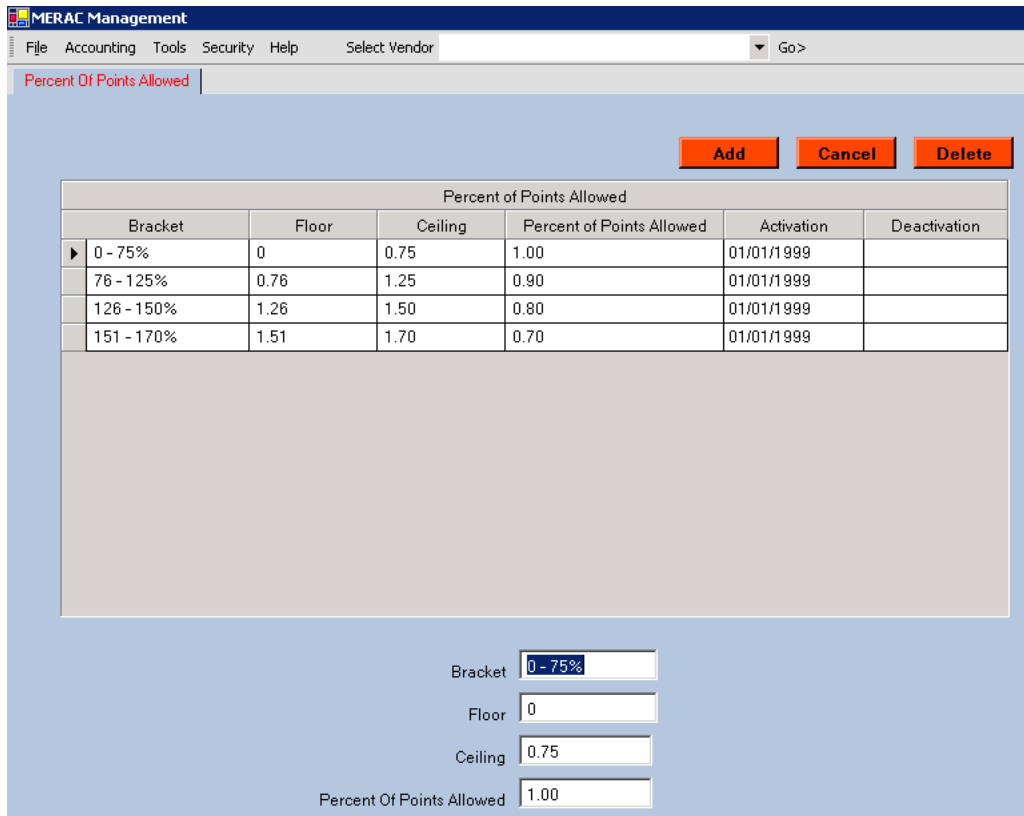 MERAC Management
File Accounting Tools Security Help Select Vendor Go>
Percent Of Points Allowed
Add Cancel Delete
Percent of Points Allowed
Bracket Floor Ceiling Percent of Points Allowed Activation Deactivation
0 - 75% 0 0.75 1.00 01/01/1999
76 - 125% 0.76 1.25 0.90 01/01/1999
126 - 150% 1.26 1.50 0.80 01/01/1999
151 - 170% 1.51 1.70 0.70 01/01/1999
Bracket 0 - 75%
Floor 0
Ceiling 0.75
Percent Of Points Allowed 1.00